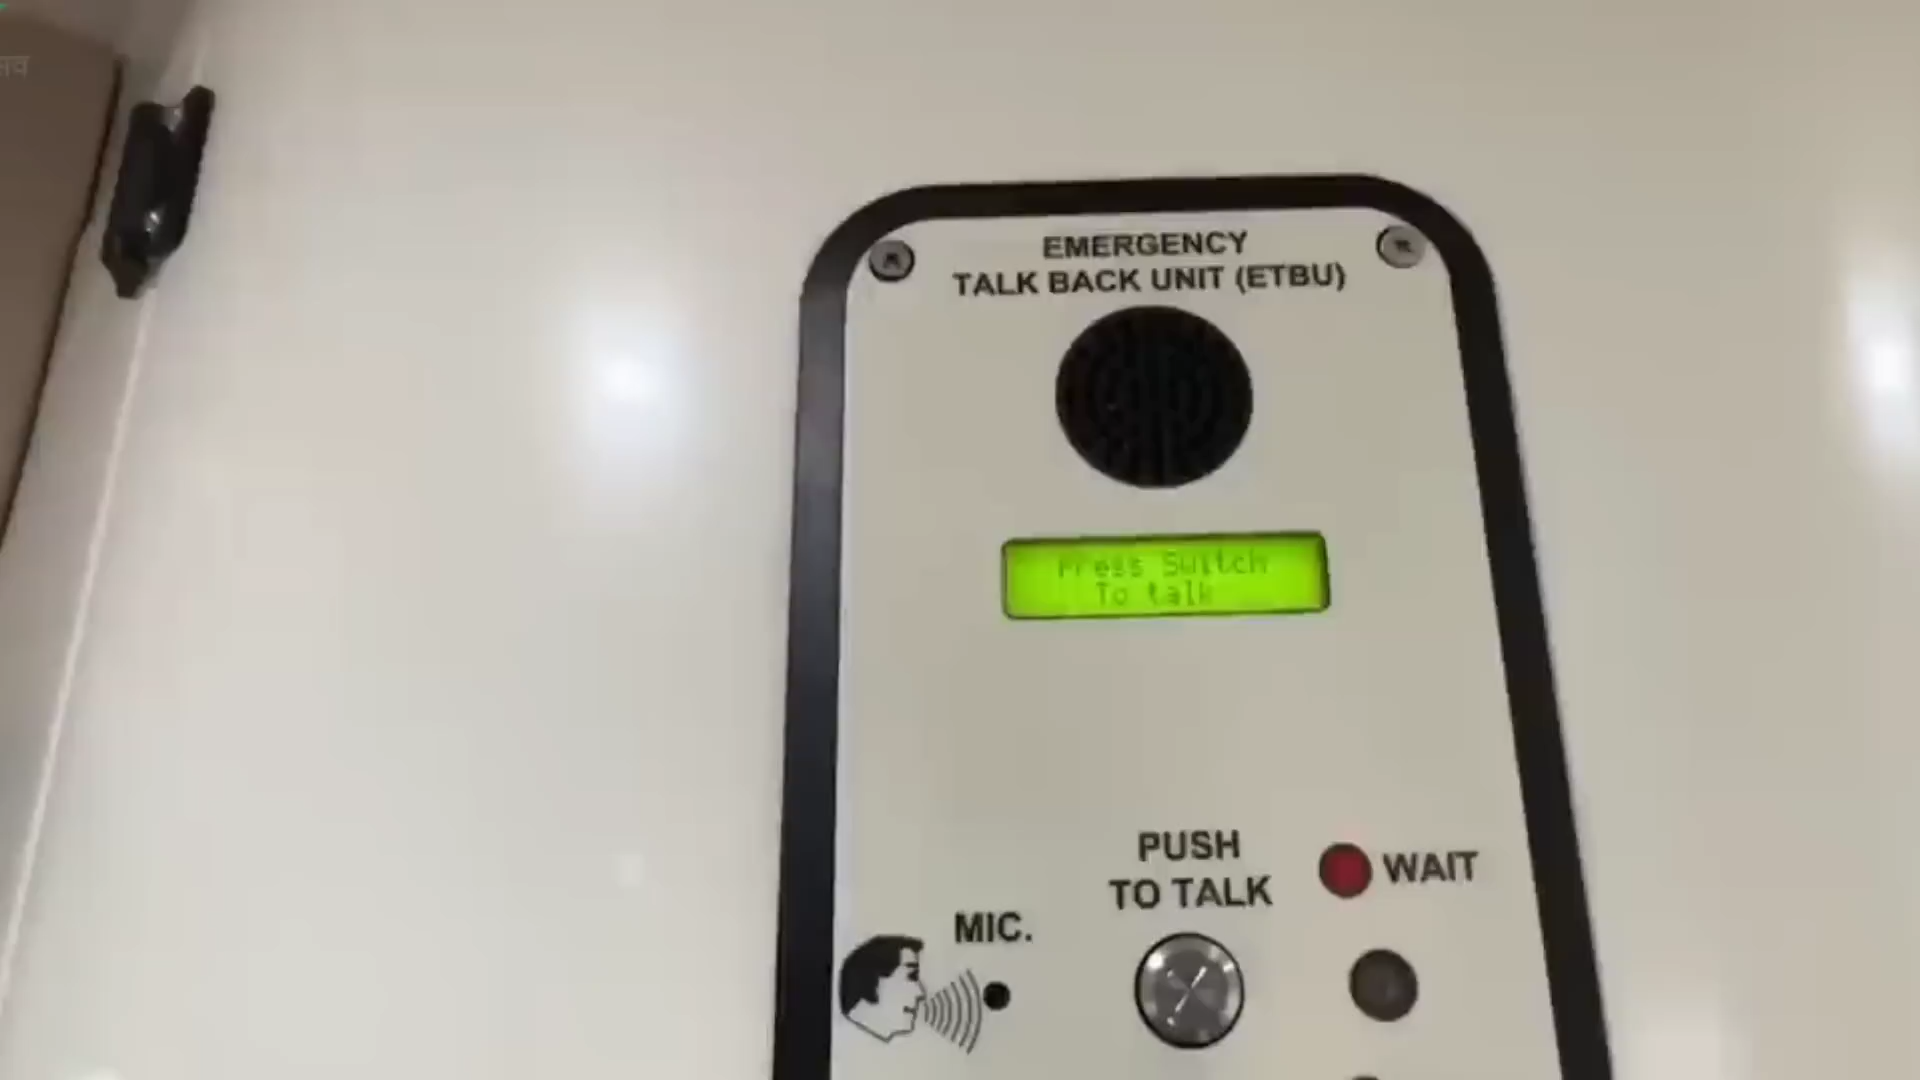 EMERGENCY
TALK BACK UNIT (ETBU)
Press Switch
To talk
PUSH
TO TALK
WAIT
MIC.